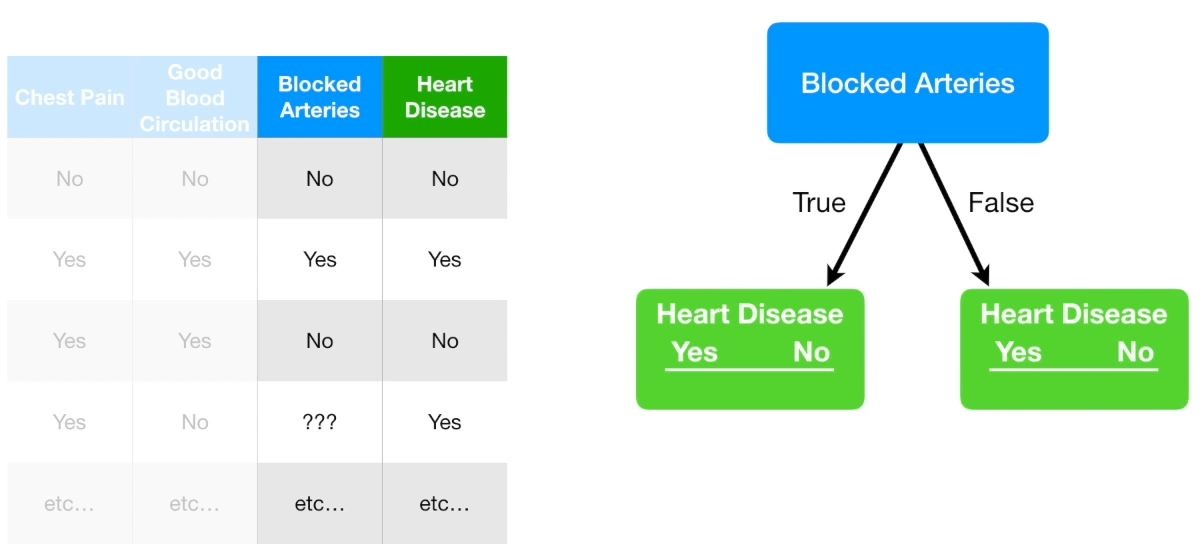 Chest Pain
Good
Blood
Circulation
Blocked
Arteries
Heart
Disease
No No No No
Yes Yes Yes Yes
Yes Yes No No
Yes No ??? Yes
etc… etc… etc… etc…
Blocked Arteries
True False
Heart Disease
Yes No
Heart Disease
Yes No